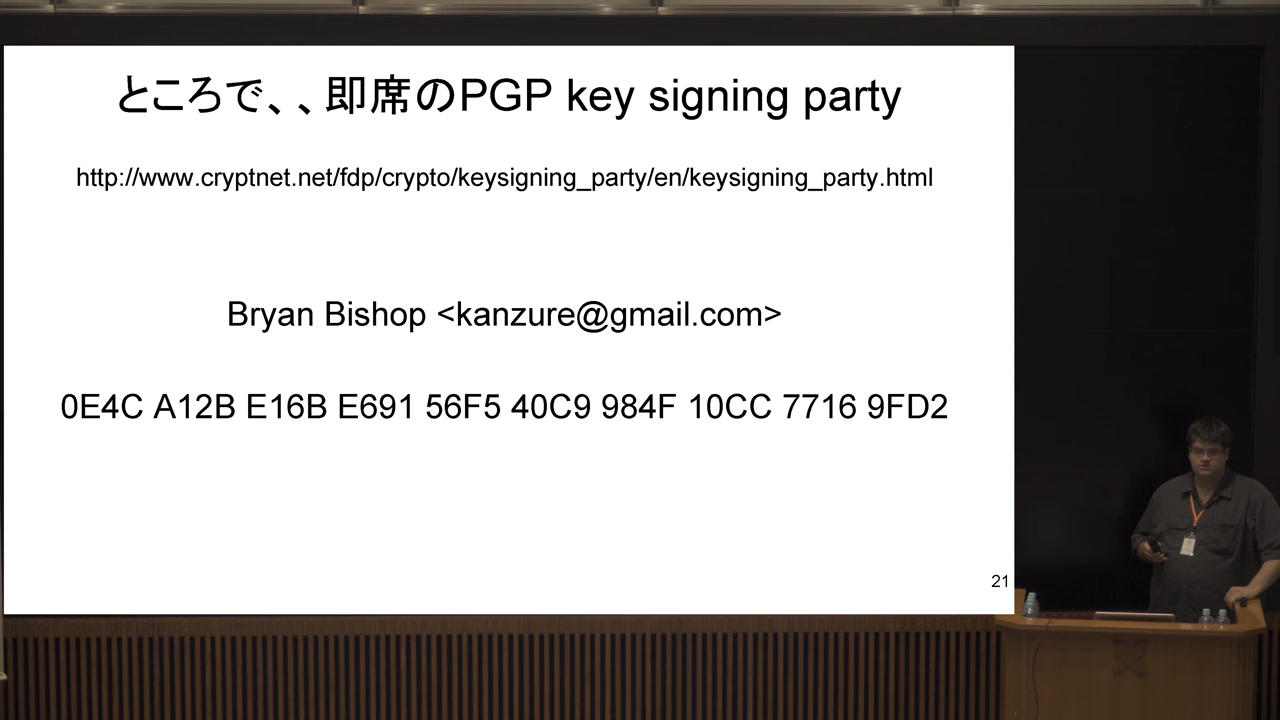 ところで、、即席のPGP key signing party
http://www.cryptnet.net/fdp/crypto/keysigning_party/en/keysigning_party.html
Bryan Bishop <kanzure@gmail.com>
0E4C A12B E16B E691 56F5 40C9 984F 10CC 7716 9FD2
21